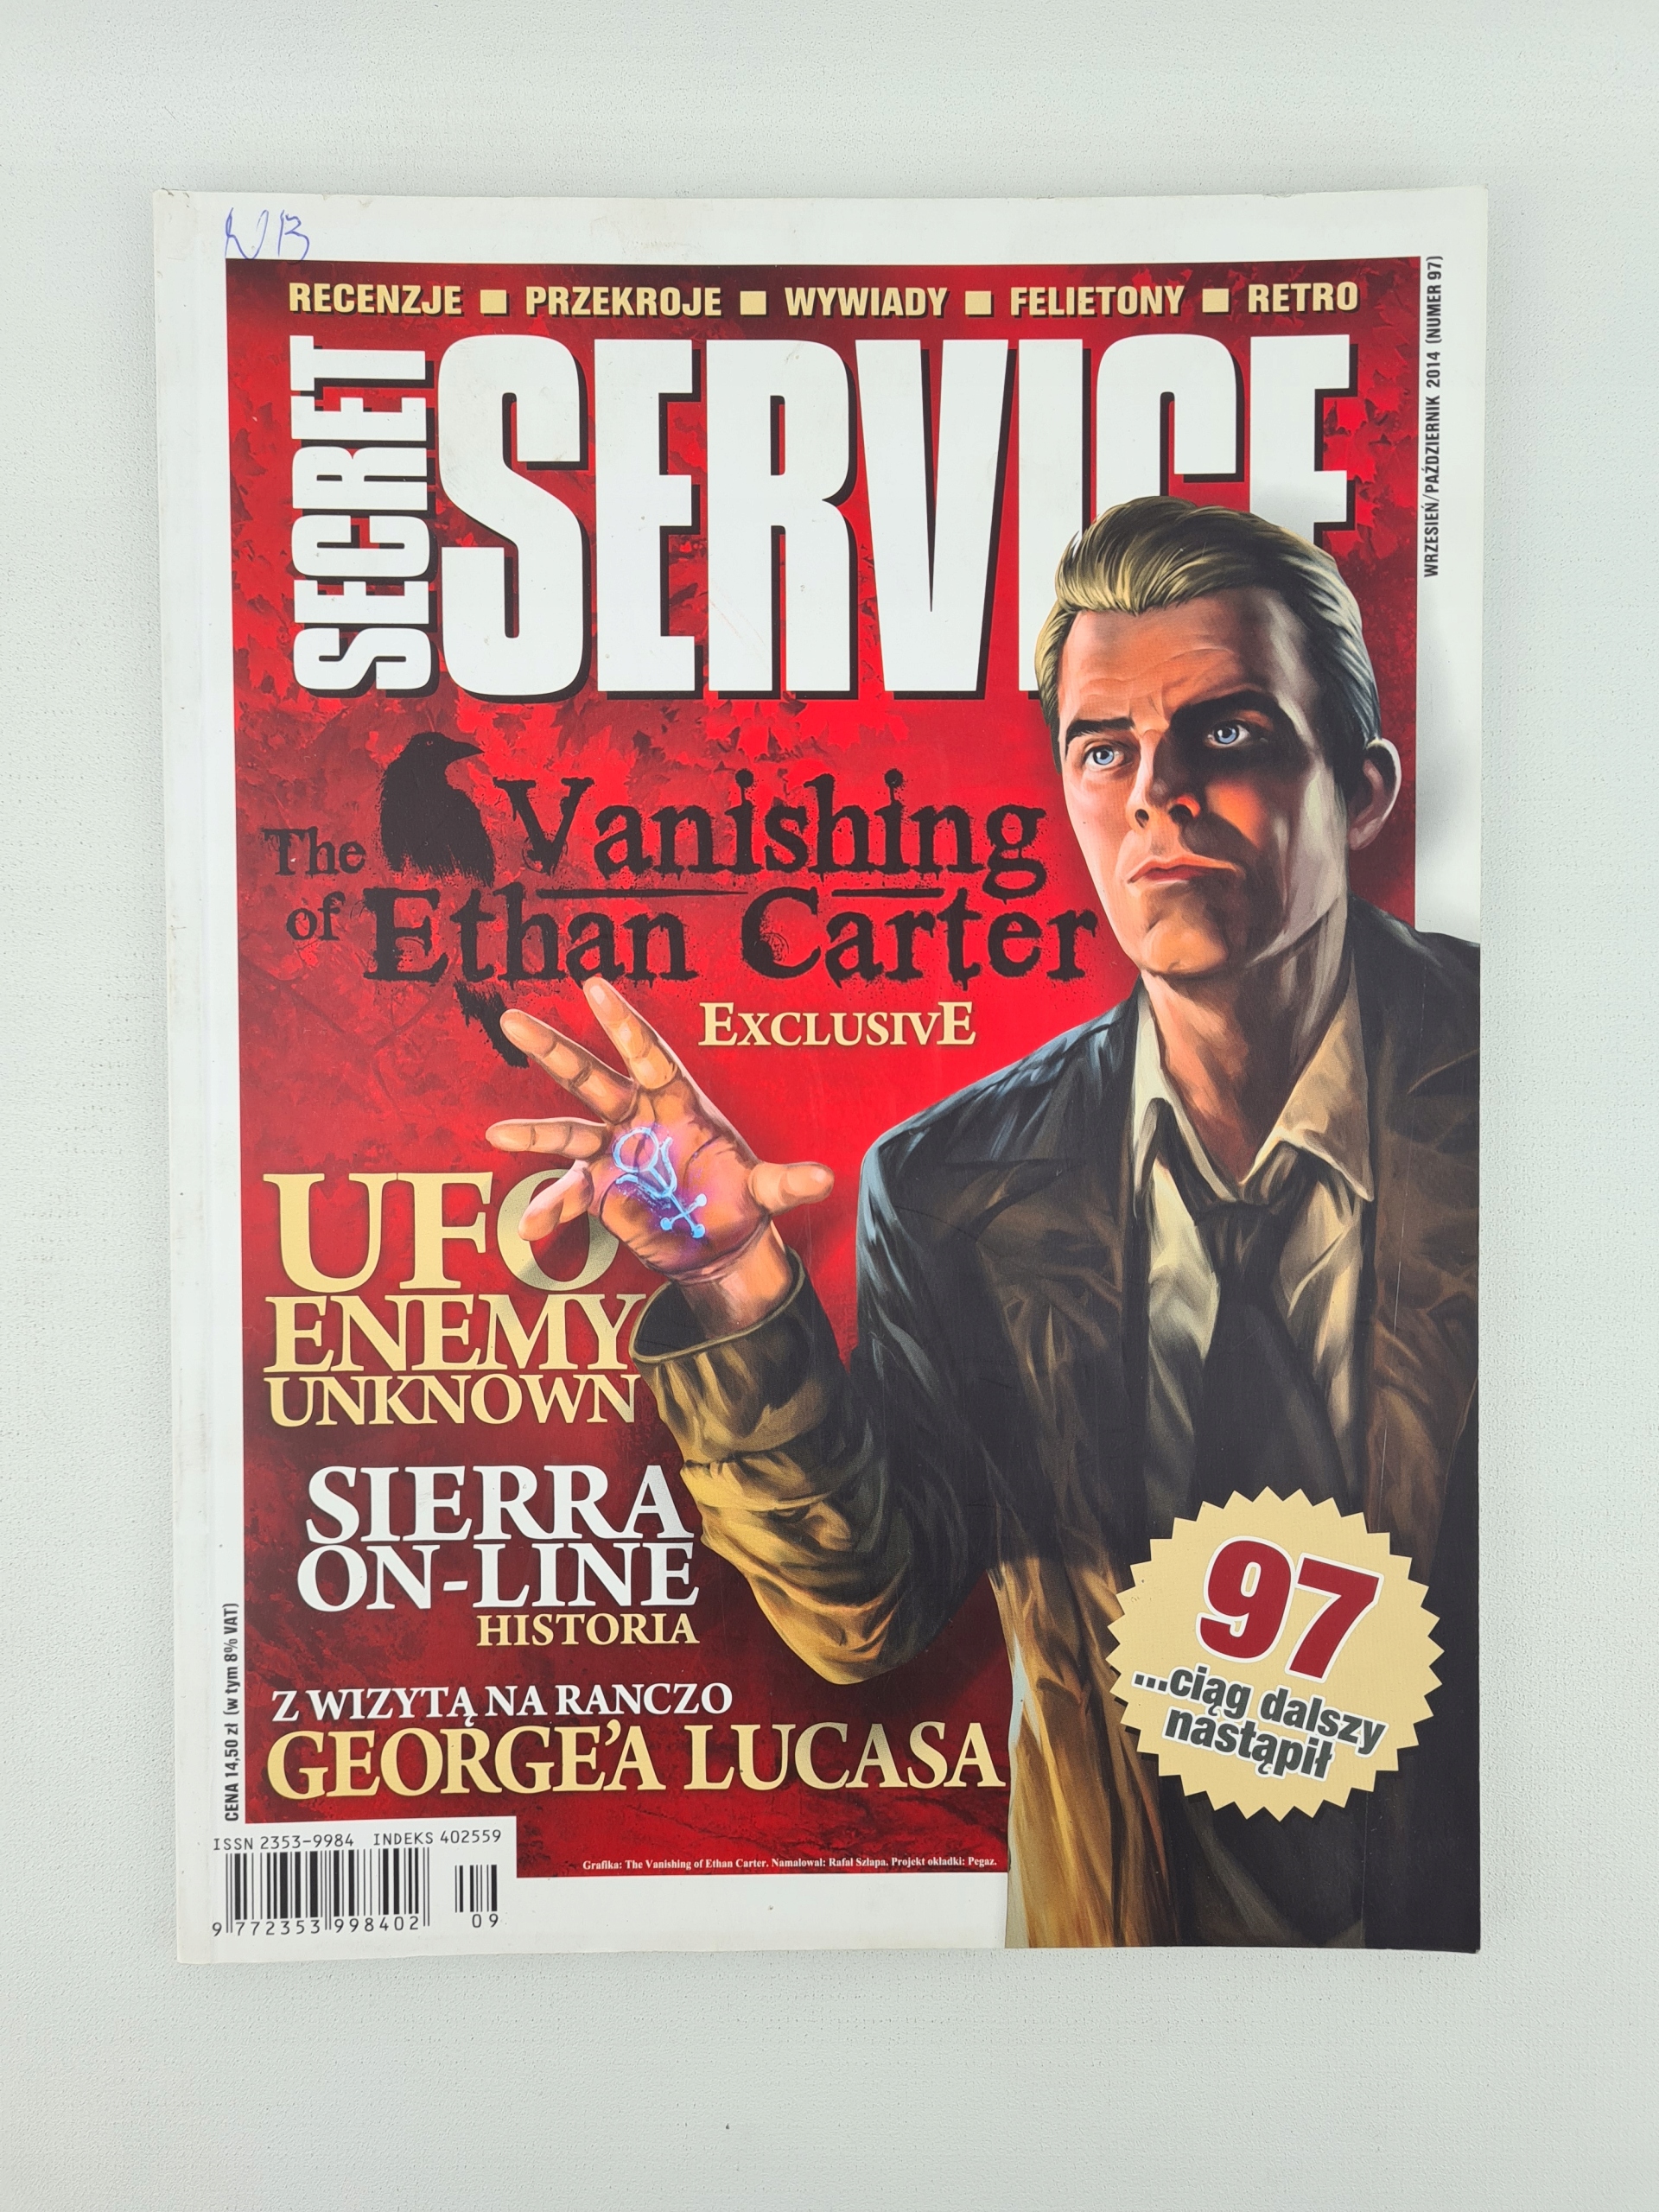 NB
RECENZJE ■ PRZEKROJE ■ WYWIADY ■ FELIETONY ■ RETRO
SECRET
SERVICE
WRZESIEŃ/PAŹDZIERNIK 2014 (NUMER 97)
The Vanishing
of Ethan Carter
EXCLUSIVE
UFO
ENEMY
UNKNOWN
SIERRA
ON-LINE
HISTORIA
Z WIZYTĄ NA RANCZO
GEORGE'A LUCASA
97
...ciąg dalszy
nastąpił
CENA 14,50 zł (w tym 8% VAT)
ISSN 2353-9984 INDEKS 402559
9 772353 998402 09
Grafika: The Vanishing of Ethan Carter. Namalował: Rafał Szłapa. Projekt okładki: Pegaz.